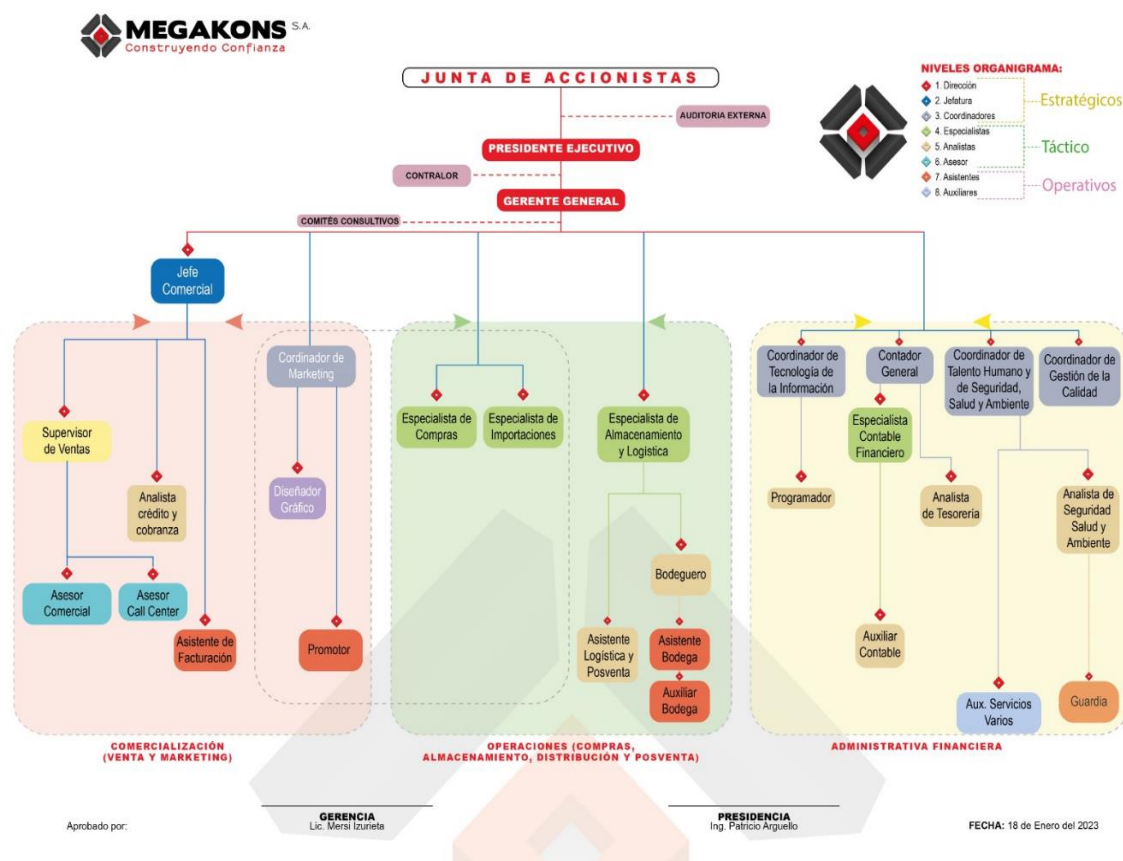 MEGAKONS S.A.
Construyendo Confianza
JUNTA DE ACCIONISTAS
AUDITORIA EXTERNA
PRESIDENTE EJECUTIVO
CONTRALOR
GERENTE GENERAL
COMITÉS CONSULTIVOS
NIVELES ORGANIGRAMA:
1. Dirección
2. Jefatura
3. Coordinadores
4. Especialistas
5. Analistas
6. Asesor
7. Asistentes
8. Auxiliares
Estratégicos
Táctico
Operativos
Jefe
Comercial
Supervisor
de Ventas
Analista
crédito y
cobranza
Asesor
Comercial
Asesor
Call Center
Asistente de
Facturación
Cordinador de
Marketing
Diseñador
Gráfico
Promotor
Especialista de
Compras
Especialista de
Importaciones
Especialista de
Almacenamiento
y Logística
Bodeguero
Asistente
Logística y
Posventa
Asistente
Bodega
Auxiliar
Bodega
Coordinador de
Tecnología de
la Información
Contador
General
Coordinador de
Talento Humano y
de Seguridad,
Salud y Ambiente
Coordinador de
Gestión de la
Calidad
Especialista
Contable
Financiero
Programador
Analista
de Tesorería
Analista de
Seguridad
Salud y
Ambiente
Auxiliar
Contable
Aux. Servicios
Varios
Guardia
COMERCIALIZACIÓN
(VENTA Y MARKETING)
OPERACIONES (COMPRAS,
ALMACENAMIENTO, DISTRIBUCIÓN Y POSVENTA)
ADMINISTRATIVA FINANCIERA
Aprobado por:
GERENCIA
Lic. Mersi Izurieta
PRESIDENCIA
Ing. Patricio Arguello
FECHA: 18 de Enero del 2023